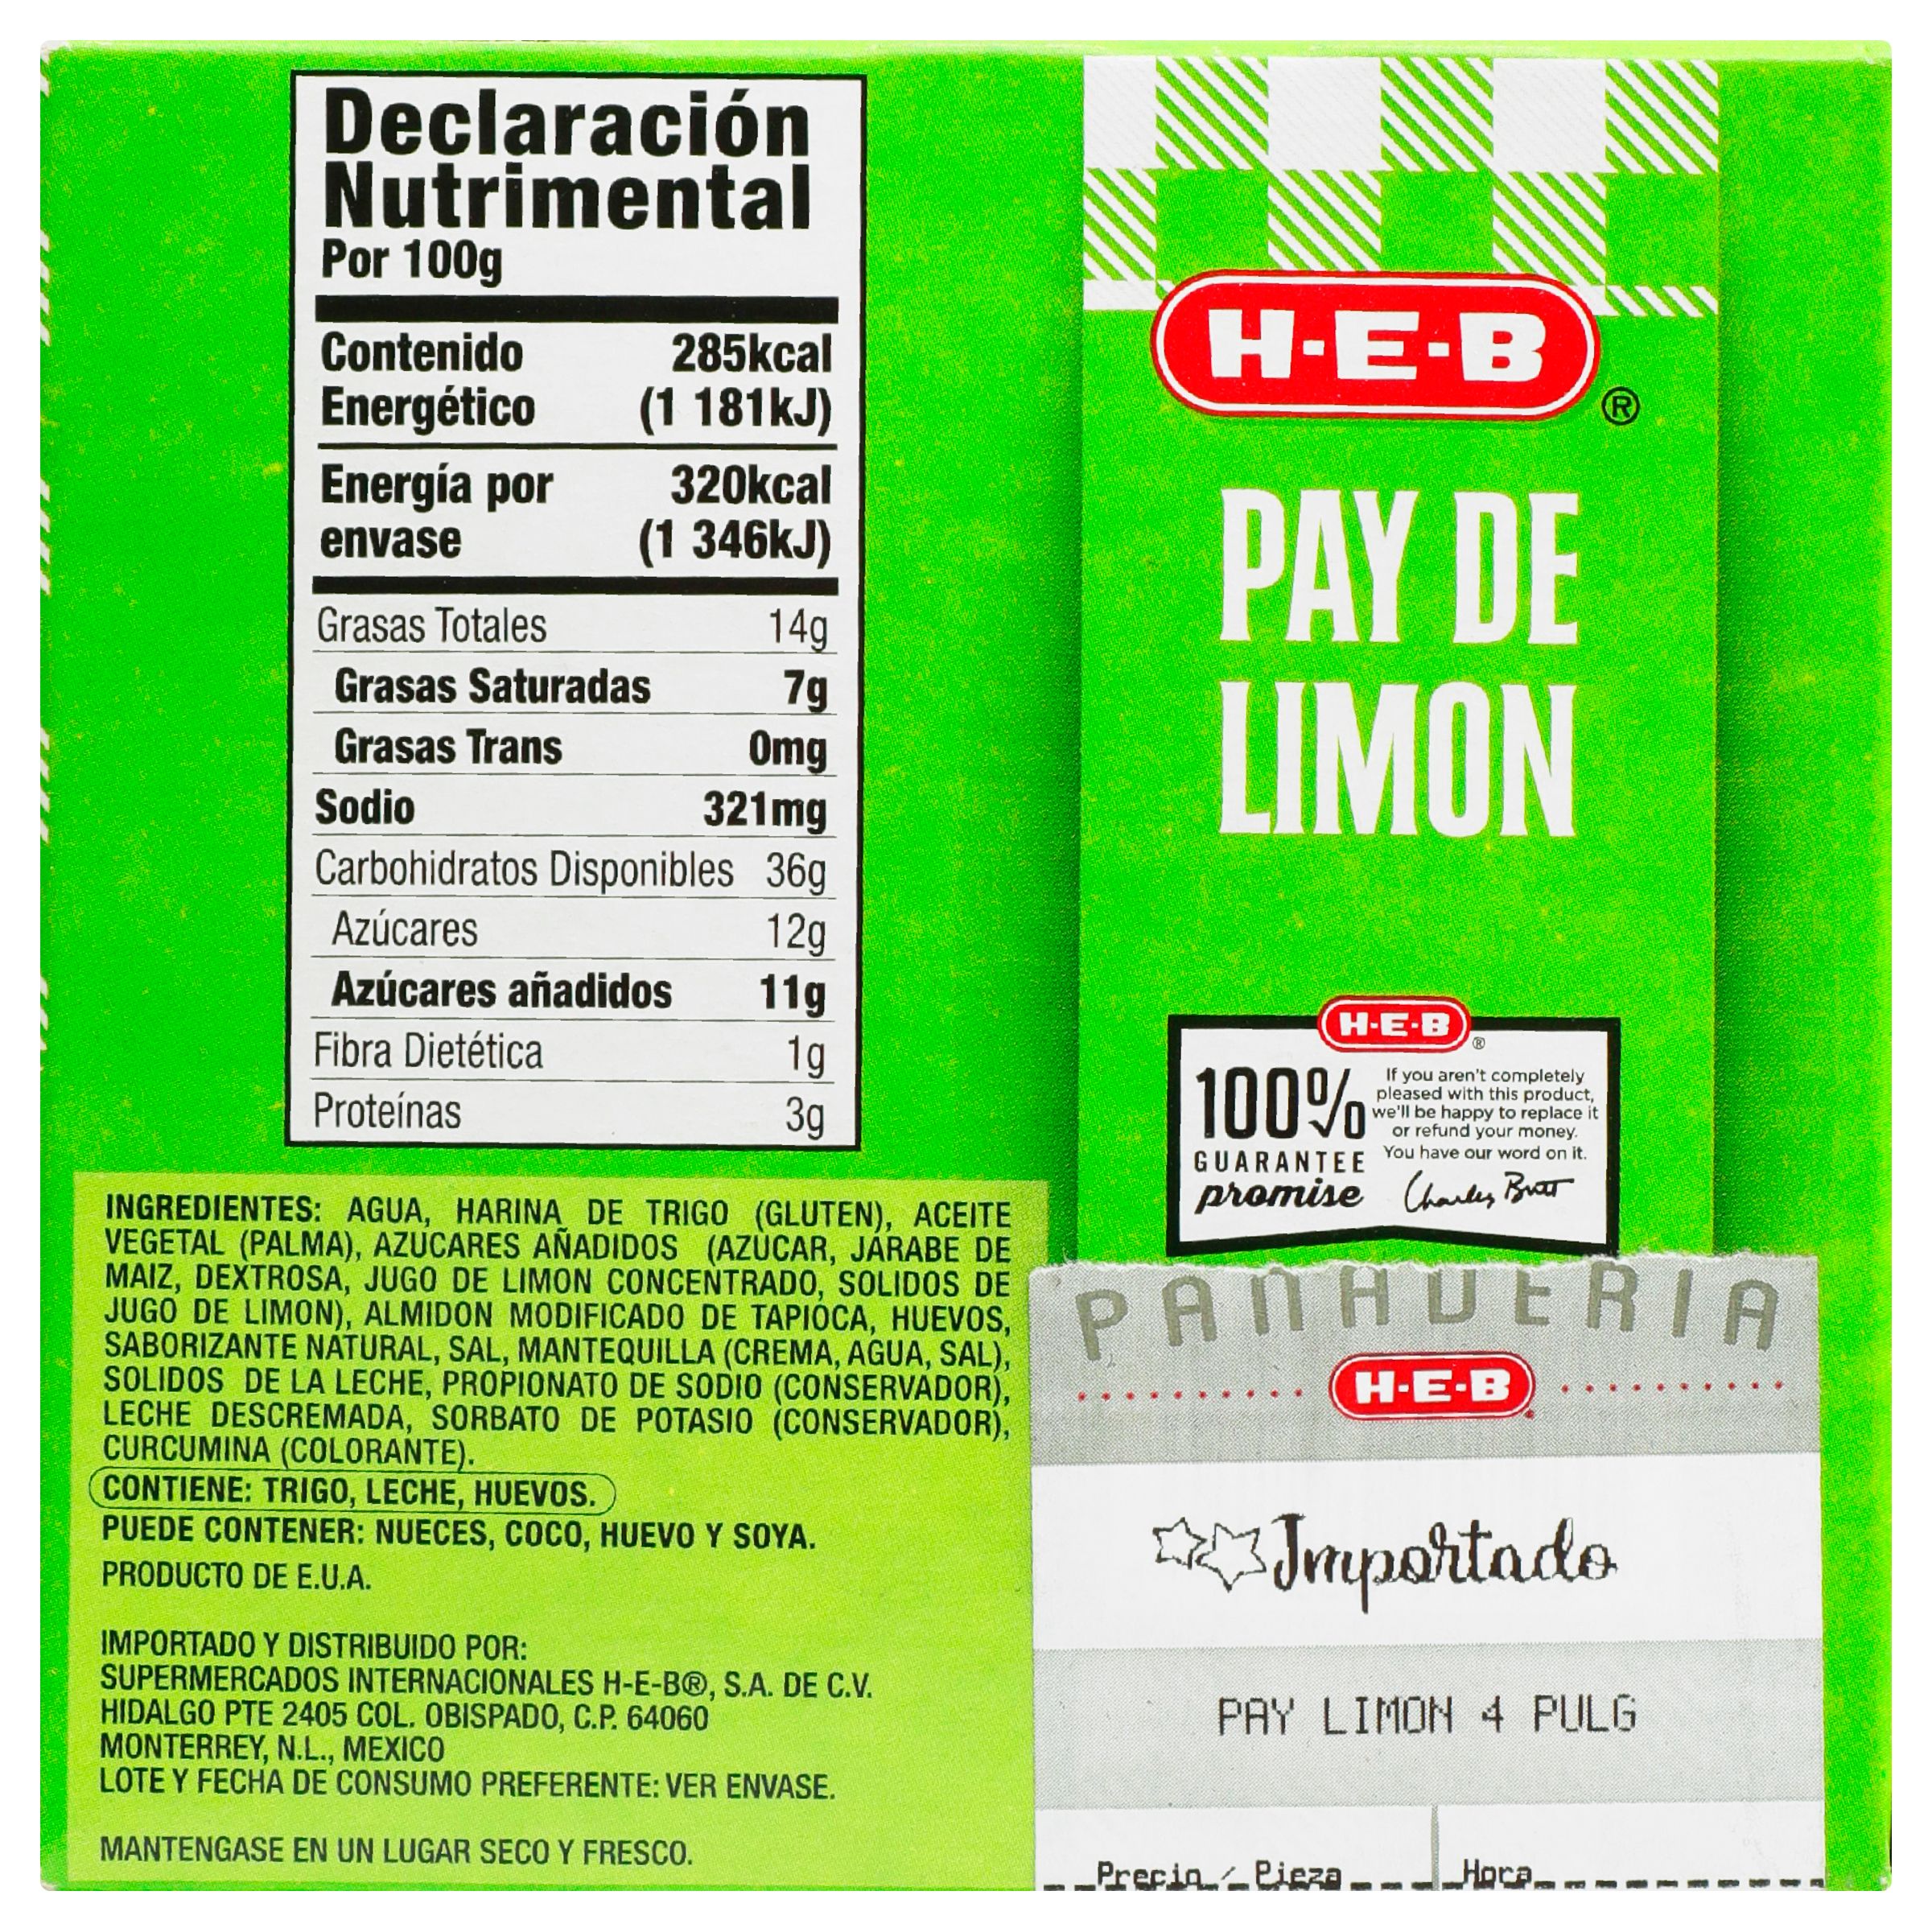 Declaración
Nutrimental
Por 100g
Contenido 285kcal
Energético (1 181kJ)
Energía por 320kcal
envase (1 346kJ)
Grasas Totales 14g
Grasas Saturadas 7g
Grasas Trans 0mg
Sodio 321mg
Carbohidratos Disponibles 36g
Azúcares 12g
Azúcares añadidos 11g
Fibra Dietética 1g
Proteínas 3g
INGREDIENTES: AGUA, HARINA DE TRIGO (GLUTEN), ACEITE
VEGETAL (PALMA), AZUCARES AÑADIDOS (AZUCAR, JARABE DE
MAIZ, DEXTROSA, JUGO DE LIMON CONCENTRADO, SOLIDOS DE
JUGO DE LIMON), ALMIDON MODIFICADO DE TAPIOCA, HUEVOS,
SABORIZANTE NATURAL, SAL, MANTEQUILLA (CREMA, AGUA, SAL),
SOLIDOS DE LA LECHE, PROPIONATO DE SODIO (CONSERVADOR),
LECHE DESCREMADA, SORBATO DE POTASIO (CONSERVADOR),
CURCUMINA (COLORANTE).
CONTIENE: TRIGO, LECHE, HUEVOS.
PUEDE CONTENER: NUECES, COCO, HUEVO Y SOYA.
PRODUCTO DE E.U.A.
IMPORTADO Y DISTRIBUIDO POR:
SUPERMERCADOS INTERNACIONALES H-E-B®, S.A. DE C.V.
HIDALGO PTE 2405 COL. OBISPADO, C.P. 64060
MONTERREY, N.L., MEXICO
LOTE Y FECHA DE CONSUMO PREFERENTE: VER ENVASE.
MANTENGASE EN UN LUGAR SECO Y FRESCO.
H-E-B ®
PAY DE
LIMON
H-E-B ®
100%
GUARANTEE
promise
If you aren't completely
pleased with this product,
we'll be happy to replace it
or refund your money.
You have our word on it.
Charles Butt
PANADERIA
H-E-B
Importado
PAY LIMON 4 PULG
Precio / Pieza Hora